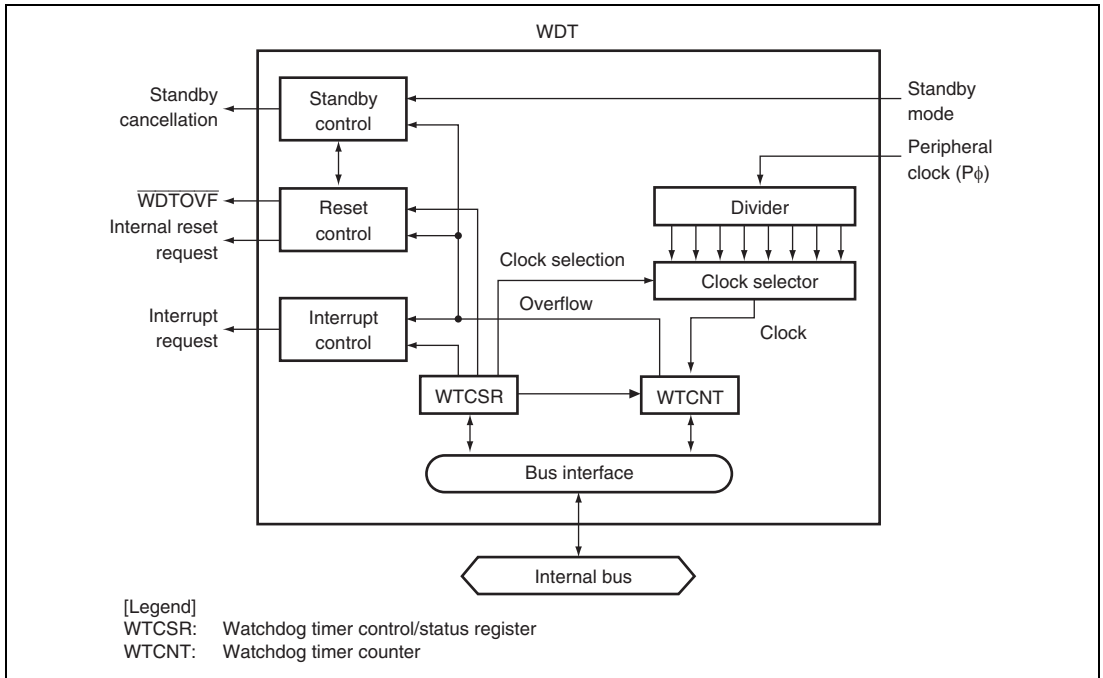 WDT
Standby
cancellation
Standby
control
Standby
mode
Peripheral
clock (Pϕ)
WDTOVF
Internal reset
request
Reset
control
Divider
Clock selection
Clock selector
Overflow
Clock
Interrupt
request
Interrupt
control
WTCSR
WTCNT
Bus interface
Internal bus
[Legend]
WTCSR: Watchdog timer control/status register
WTCNT: Watchdog timer counter